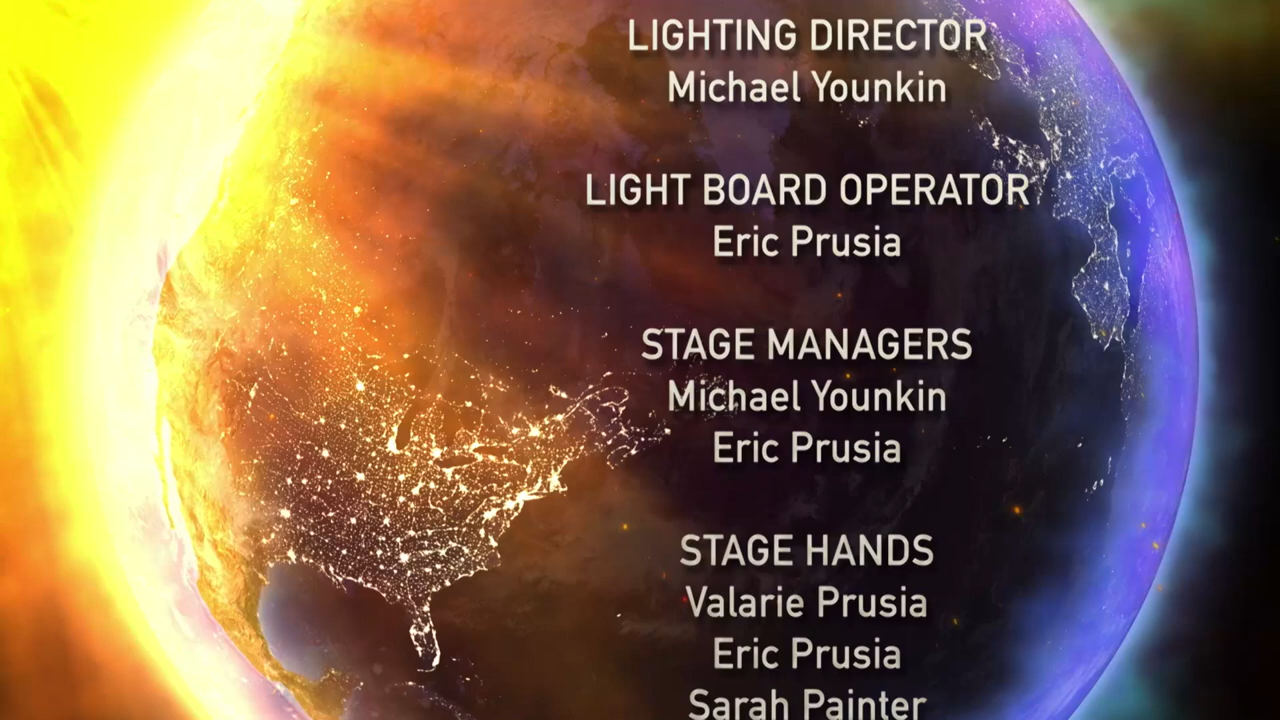 LIGHTING DIRECTOR
Michael Younkin
LIGHT BOARD OPERATOR
Eric Prusia
STAGE MANAGERS
Michael Younkin
Eric Prusia
STAGE HANDS
Valarie Prusia
Eric Prusia
Sarah Painter